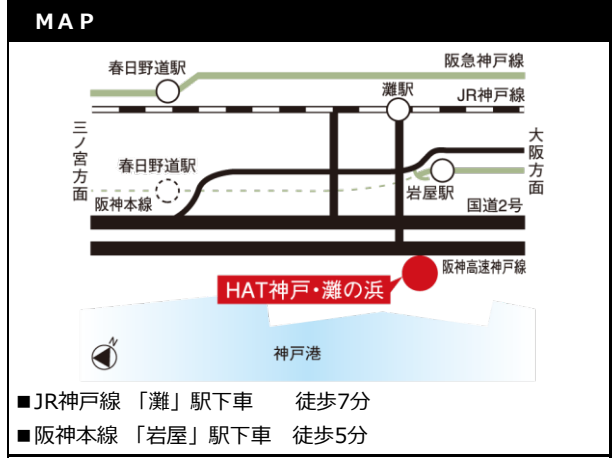 MAP
阪急神戸線
春日野道駅
灘駅
JR神戸線
三ノ宮方面
大阪方面
春日野道駅
岩屋駅
阪神本線
国道2号
阪神高速神戸線
HAT神戸・灘の浜
N
神戸港
■JR神戸線 「灘」駅下車 徒歩7分
■阪神本線 「岩屋」駅下車 徒歩5分